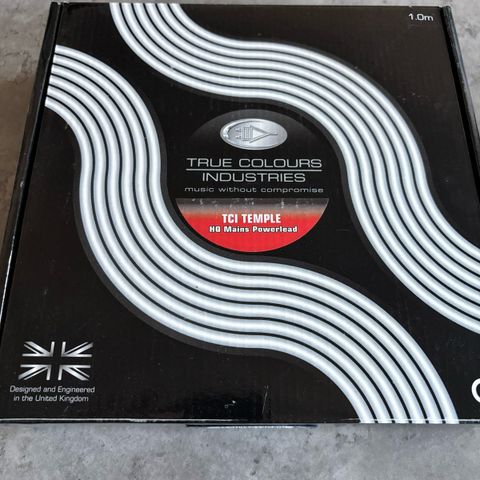 1.0m
TRUE COLOURS
INDUSTRIES
music without compromise
TCI TEMPLE
HQ Mains Powerlead
Designed and Engineered
in the United Kingdom